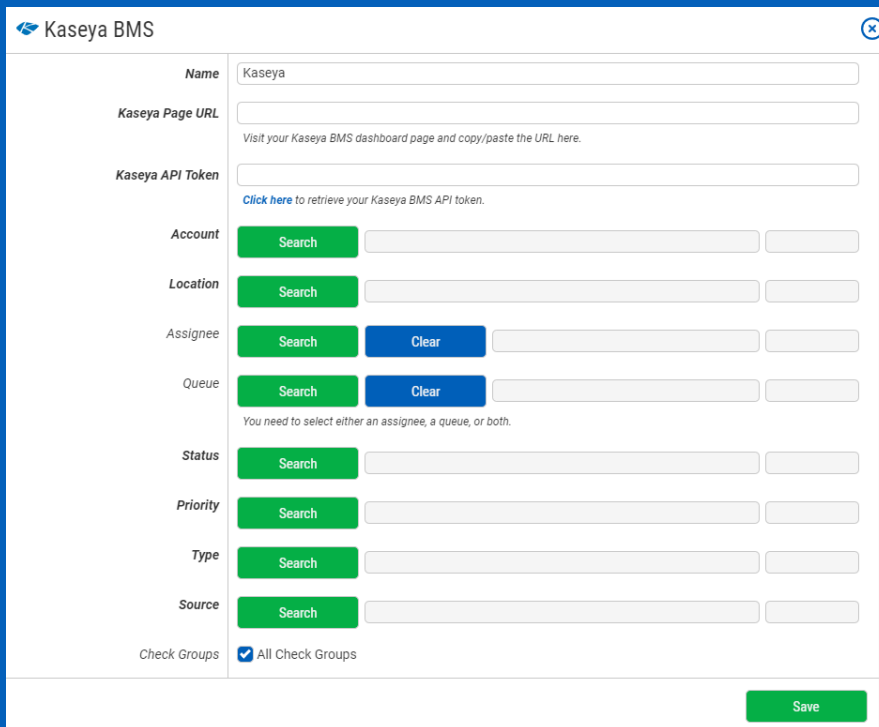 Kaseya BMS
Name Kaseya
Kaseya Page URL
Visit your Kaseya BMS dashboard page and copy/paste the URL here.
Kaseya API Token
Click here to retrieve your Kaseya BMS API token.
Account Search
Location Search
Assignee Search Clear
Queue Search Clear
You need to select either an assignee, a queue, or both.
Status Search
Priority Search
Type Search
Source Search
Check Groups All Check Groups
Save